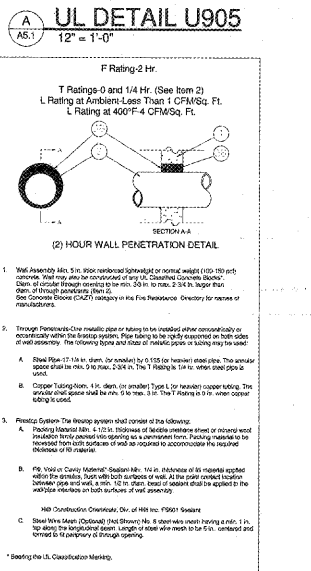 A
A5.1
UL DETAIL U905
12" = 1'-0"
F Rating-2 Hr.
T Ratings-0 and 1/4 Hr. (See Item 2)
L Rating at Ambient-Less Than 1 CFM/Sq. Ft.
L Rating at 400°F-4 CFM/Sq. Ft.
A
A
SECTION A-A
(2) HOUR WALL PENETRATION DETAIL
1. Wall Assembly Min. 5 in. thick reinforced lightweight or normal weight (100-150 pcf)
concrete. Wall may also be constructed of any UL Classified Concrete Blocks*.
Diam. of circular through opening to be min. 3/8 in. to max. 2-3/4 in. larger than
diam. of through penetrants (Item 2).
See Concrete Blocks (CAZT) category in the Fire Resistance Directory for names of
manufacturers.
2. Through Penetrants-One metallic pipe or tubing to be installed either concentrically or
eccentrically within the firestop system. Pipe tubing to be rigidly supported on both sides
of wall assembly. The following types and sizes of metallic pipes or tubing may be used:
A. Steel Pipe- in. diam. (or smaller) by (or heavier) steel pipe. The annular
space shall be min. 0 to max. 2-3/4 in. The T Rating is 1/4 hr. when steel pipe is
used.
B. Copper Tubing-Nom. 4 in. diam. (or smaller) Type L (or heavier) copper tubing. The
annular shall be min. 0 to max. in. The T Rating is 0 hr. when copper
tubing is used.
3. Firestop System-The firestop system shall consist of the following:
A. Packing Material Min. 4-1/2 in. thickness of mineral wool
insulation firmly packed into opening as a permanent form. Packing material to be
recessed from both surfaces of wall as required to accommodate the required
thickness of fill material.
B. Fill, Void or Cavity Material*-Sealant Min. 1/4 in. thickness of fill material applied
within the annulus, flush with both surfaces of wall. At the point contact location
between pipe and wall, a min. 1/2 in. diam. bead of sealant shall be applied to the
wall/pipe interface on both surfaces of wall assembly.
Hilti Construction Chemicals, Div. of Hilti Inc. Sealant
C. Steel Wire Mesh (Optional) (Not Shown) No. 8 steel wire mesh having a min. 1 in.
lap along the longitudinal seam. Length of steel wire mesh to be 5 in. centered and
formed to fit periphery of through opening.
* Bearing the UL Classification Marking.